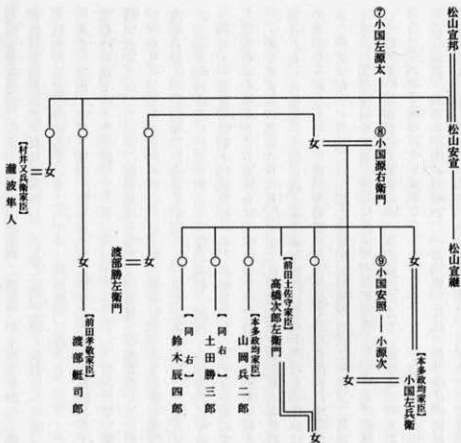 松山宣邦
松山安宣
松山宣繼
⑦小国左源太
⑧小国源右衛門
女
⑨小国安照
小源次
女
【本多政均家臣】
小国左兵衛
女
【前田土佐守家臣】
高橋次郎左衛門
女
【本多政均家臣】
山岡兵二郎
【同右】
土田勝三郎
【同右】
鈴木辰四郎
女
渡部勝左衛門
女
【前田孝敬家臣】
渡部艇司郎
女
【村井又兵衛家臣】
瀧波隼人